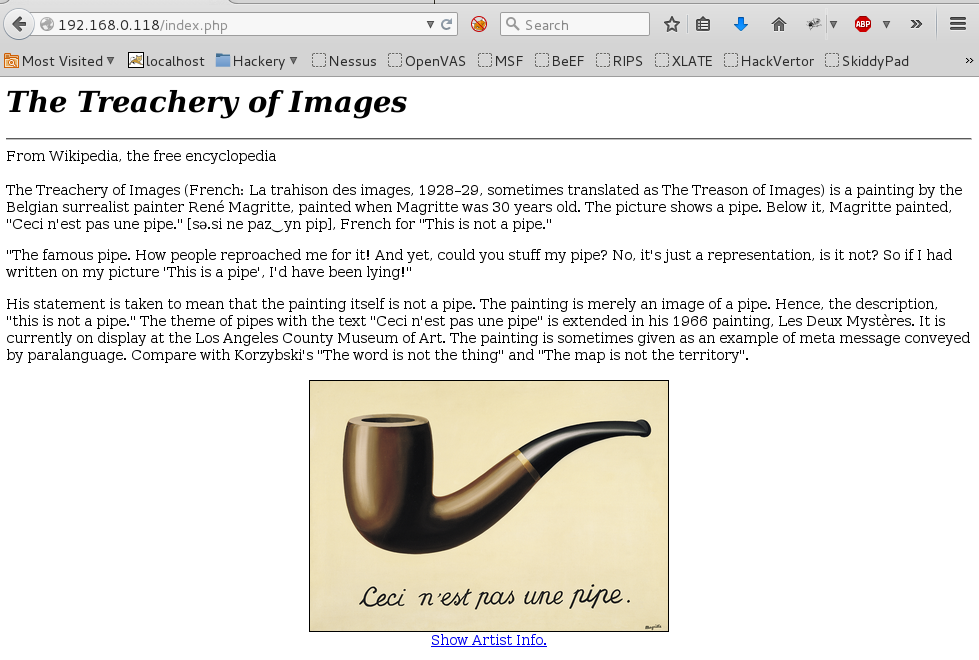 192.168.0.118/index.php
Search
ABP
Most Visited
localhost
Hackery
Nessus
OpenVAS
MSF
BeEF
RIPS
XLATE
HackVertor
SkiddyPad
The Treachery of Images
From Wikipedia, the free encyclopedia
The Treachery of Images (French: La trahison des images, 1928–29, sometimes translated as The Treason of Images) is a painting by the
Belgian surrealist painter René Magritte, painted when Magritte was 30 years old. The picture shows a pipe. Below it, Magritte painted,
"Ceci n'est pas une pipe." [sə.si ne paz‿yn pip], French for "This is not a pipe."
"The famous pipe. How people reproached me for it! And yet, could you stuff my pipe? No, it's just a representation, is it not? So if I had
written on my picture 'This is a pipe', I'd have been lying!"
His statement is taken to mean that the painting itself is not a pipe. The painting is merely an image of a pipe. Hence, the description,
"this is not a pipe." The theme of pipes with the text "Ceci n'est pas une pipe" is extended in his 1966 painting, Les Deux Mystères. It is
currently on display at the Los Angeles County Museum of Art. The painting is sometimes given as an example of meta message conveyed
by paralanguage. Compare with Korzybski's "The word is not the thing" and "The map is not the territory".
Ceci n'est pas une pipe.
Magritte
Show Artist Info.